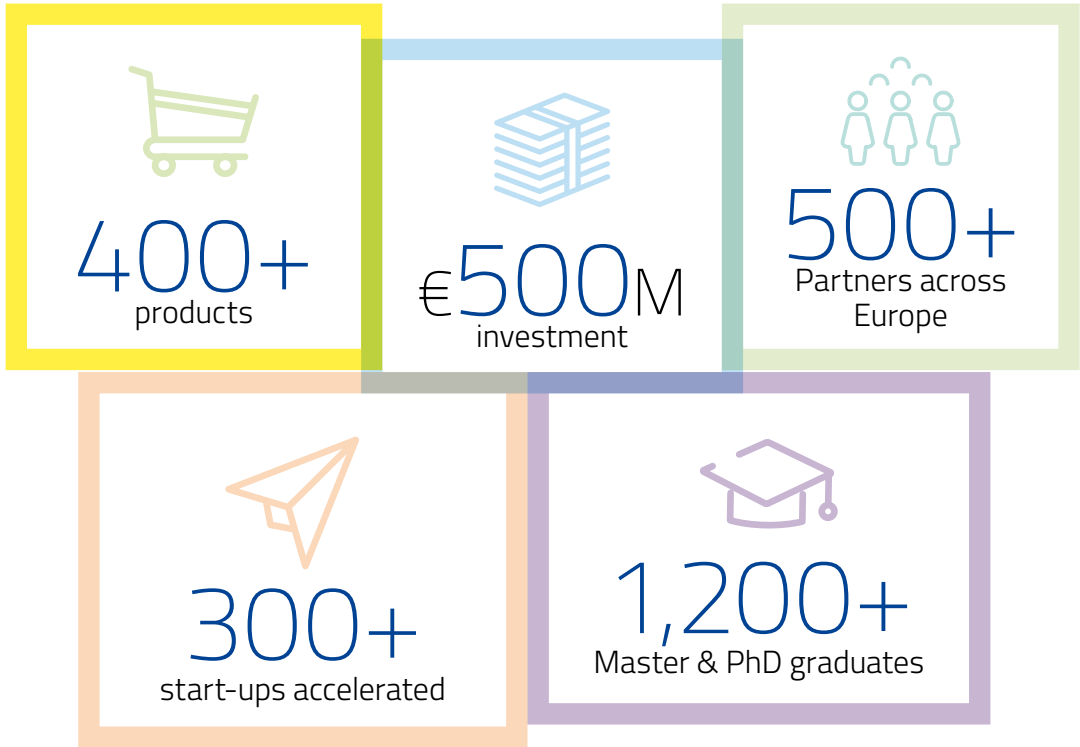 400+
products
€500M
investment
500+
Partners across
Europe
300+
start-ups accelerated
1,200+
Master & PhD graduates